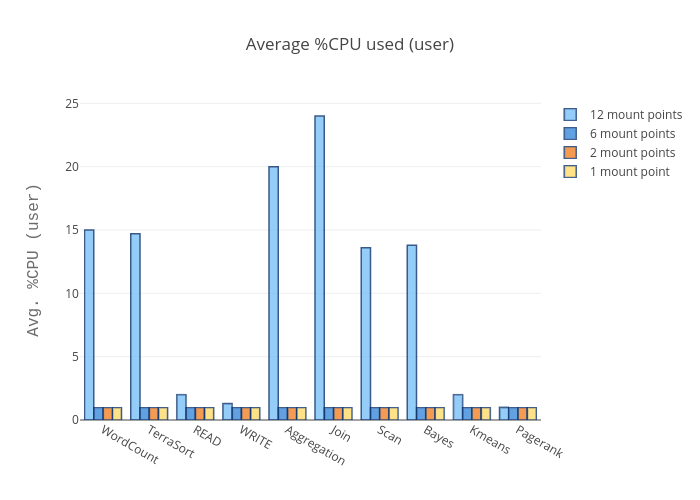 Average %CPU used (user)
12 mount points
6 mount points
2 mount points
1 mount point
Avg. %CPU (user)
25
20
15
10
5
0
WordCount
TerraSort
READ
WRITE
Aggregation
Join
Scan
Bayes
Kmeans
Pagerank